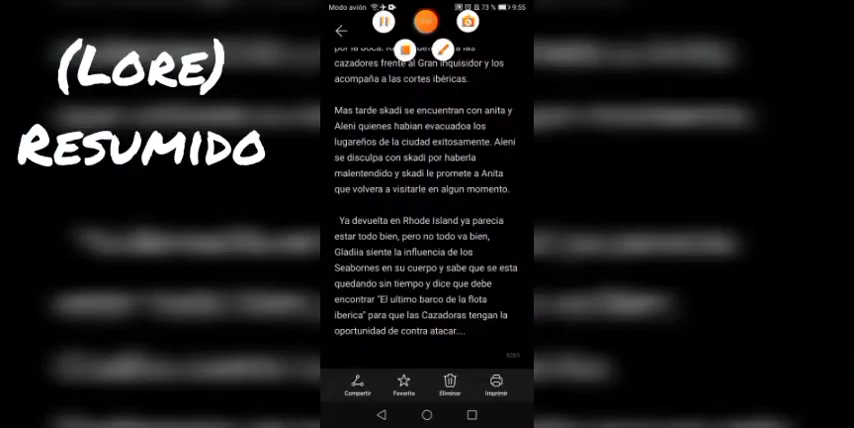 (Lore)
Resumido
Modo avión
73 %
9:55
por la boca.
cazadores frente al Gran Inquisidor y los
acompaña a las cortes ibéricas.
Mas tarde skadi se encuentran con anita y
Aleni quienes habian evacuadoa los
lugareños de la ciudad exitosamente. Aleni
se disculpa con skadi por haberla
malentendido y skadi le promete a Anita
que volvera a visitarle en algun momento.
Ya devuelta en Rhode Island ya parecia
estar todo bien, pero no todo va bien,
Gladiia siente la influencia de los
Seabornes en su cuerpo y sabe que se esta
quedando sin tiempo y dice que debe
encontrar "El ultimo barco de la flota
iberica" para que las Cazadoras tengan la
oportunidad de contra atacar....
Compartir
Favorito
Eliminar
Imprimir